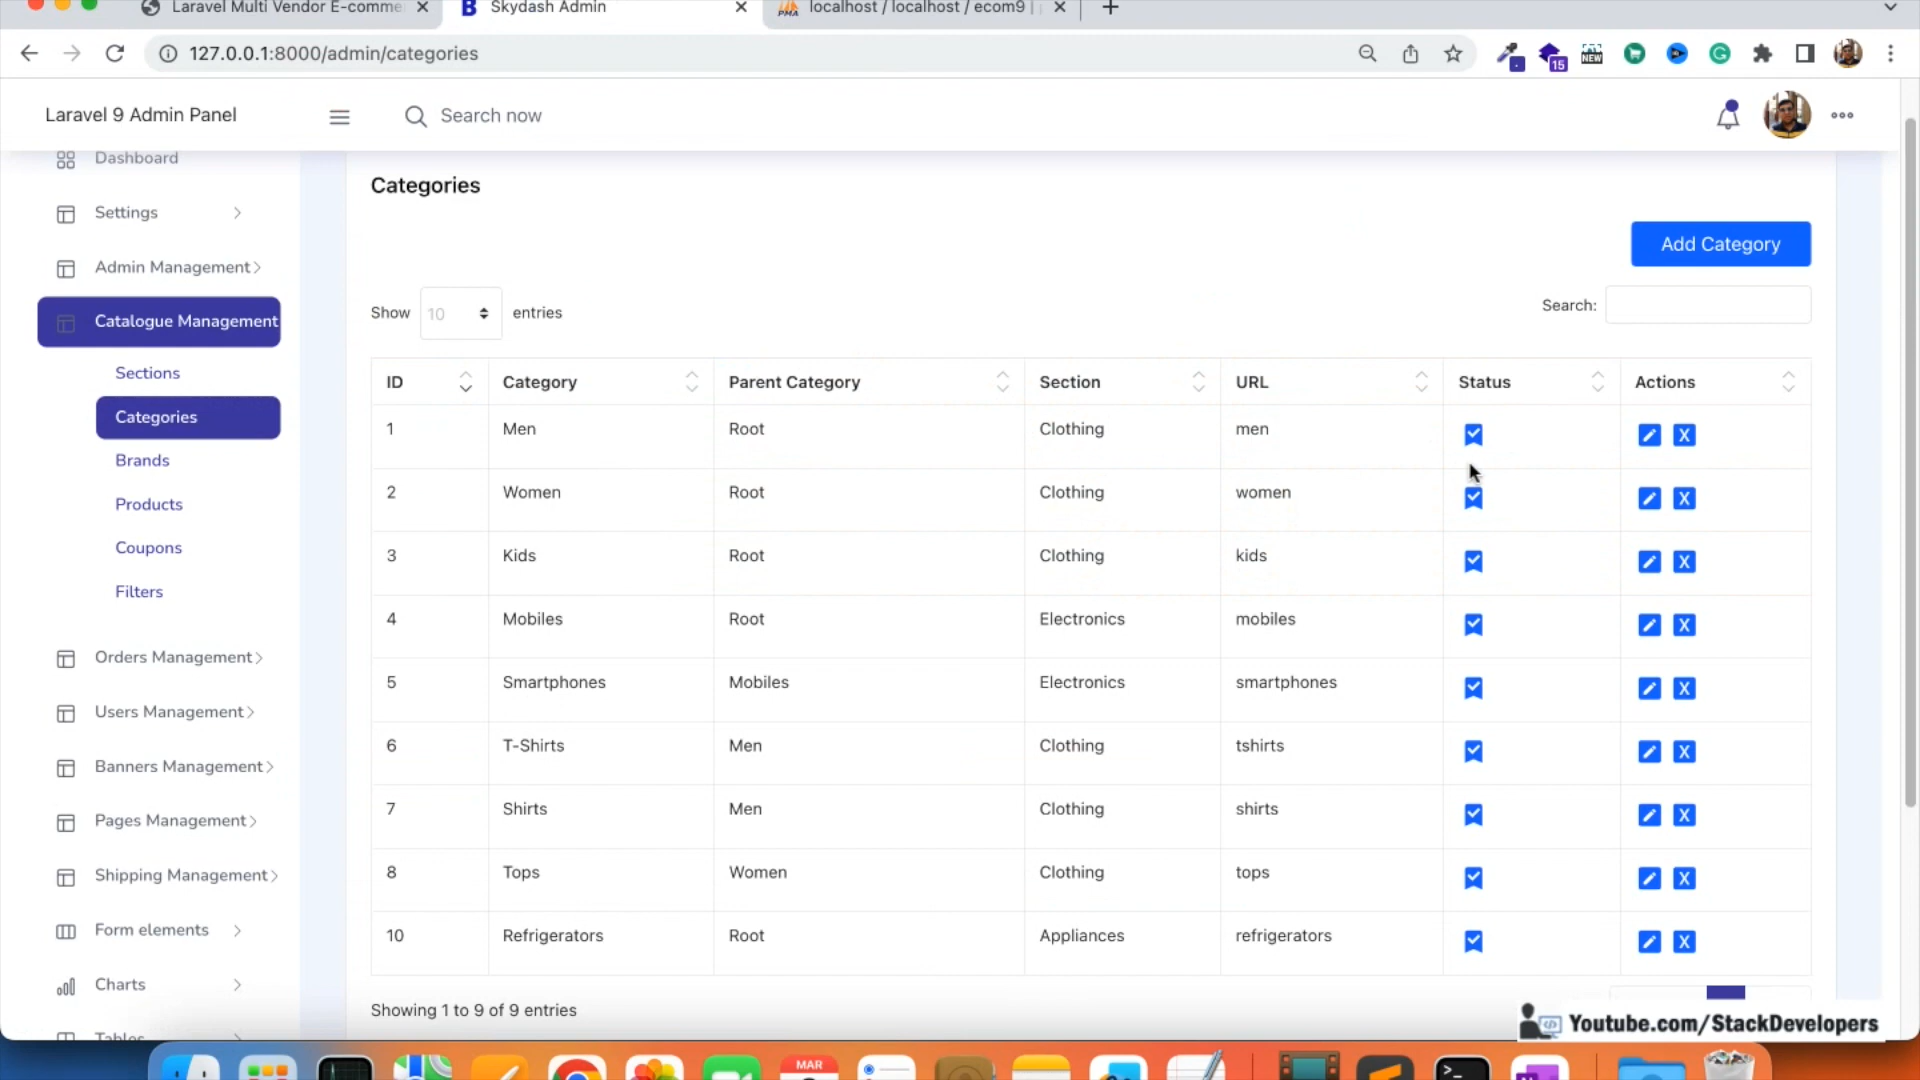 Laravel Multi Vendor E-comme
Skydash Admin
localhost / localhost / ecom9 |
127.0.0.1:8000/admin/categories
15
NEW
Laravel 9 Admin Panel
Search now
Dashboard
Settings
Admin Management
Catalogue Management
Sections
Categories
Brands
Products
Coupons
Filters
Orders Management
Users Management
Banners Management
Pages Management
Shipping Management
Form elements
Charts
Tables
Categories
Add Category
Show 10 entries
Search:
ID Category Parent Category Section URL Status Actions
1 Men Root Clothing men X
2 Women Root Clothing women X
3 Kids Root Clothing kids X
4 Mobiles Root Electronics mobiles X
5 Smartphones Mobiles Electronics smartphones X
6 T-Shirts Men Clothing tshirts X
7 Shirts Men Clothing shirts X
8 Tops Women Clothing tops X
10 Refrigerators Root Appliances refrigerators X
Showing 1 to 9 of 9 entries
Youtube.com/StackDevelopers
MAR